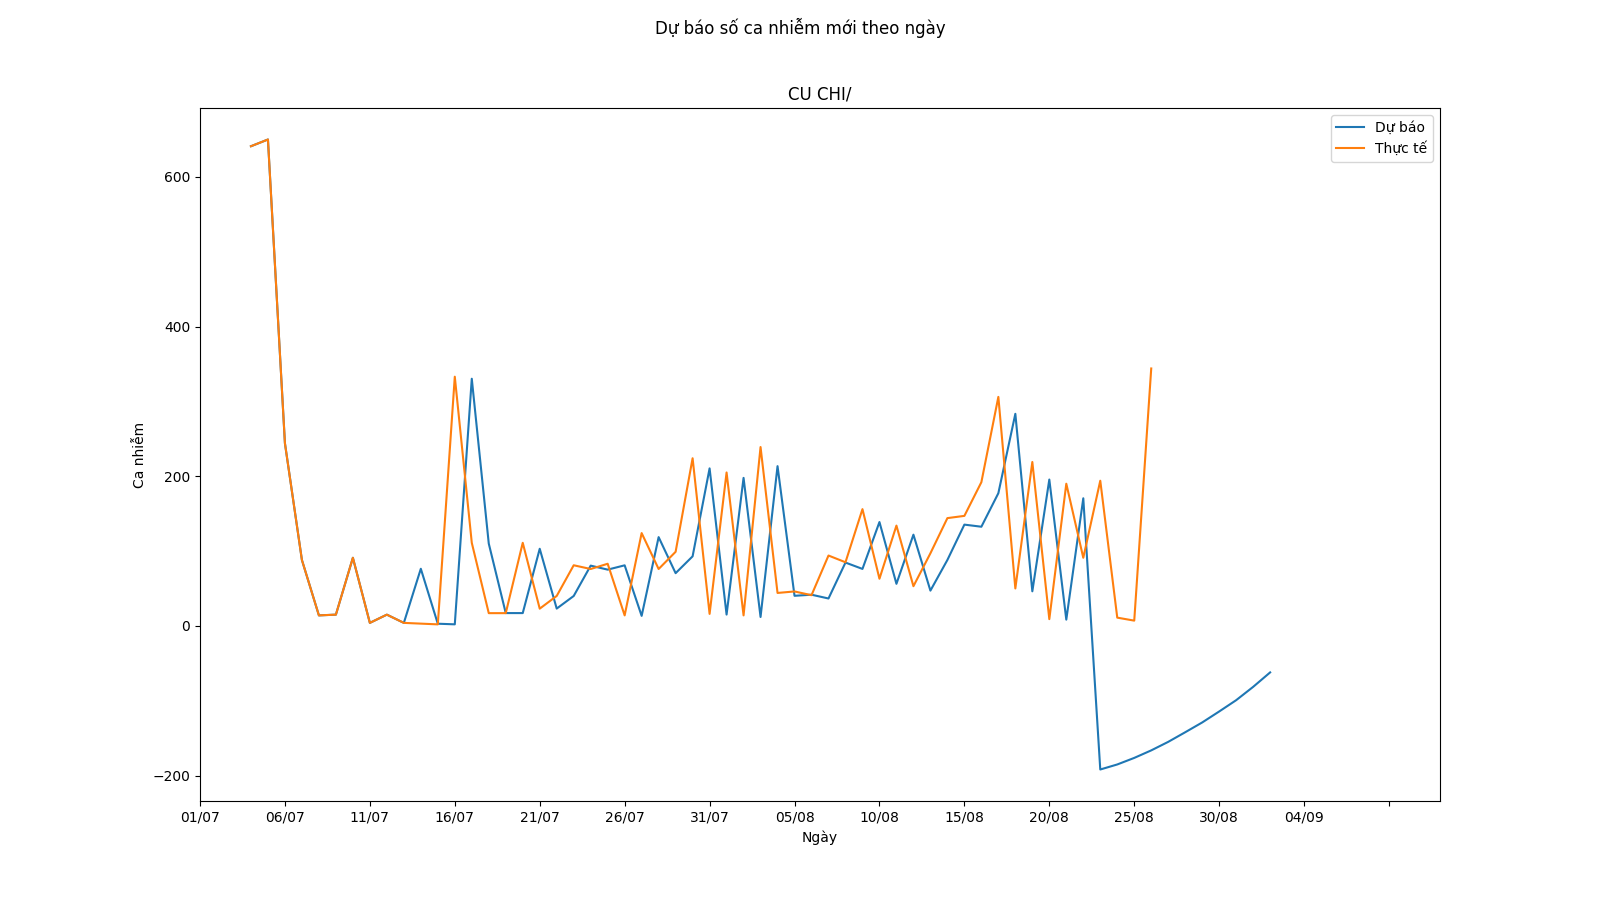 Dự báo số ca nhiễm mới theo ngày
CU CHI/
Dự báo
Thực tế
600
400
200
0
−200
Ca nhiễm
01/07 06/07 11/07 16/07 21/07 26/07 31/07 05/08 10/08 15/08 20/08 25/08 30/08 04/09
Ngày